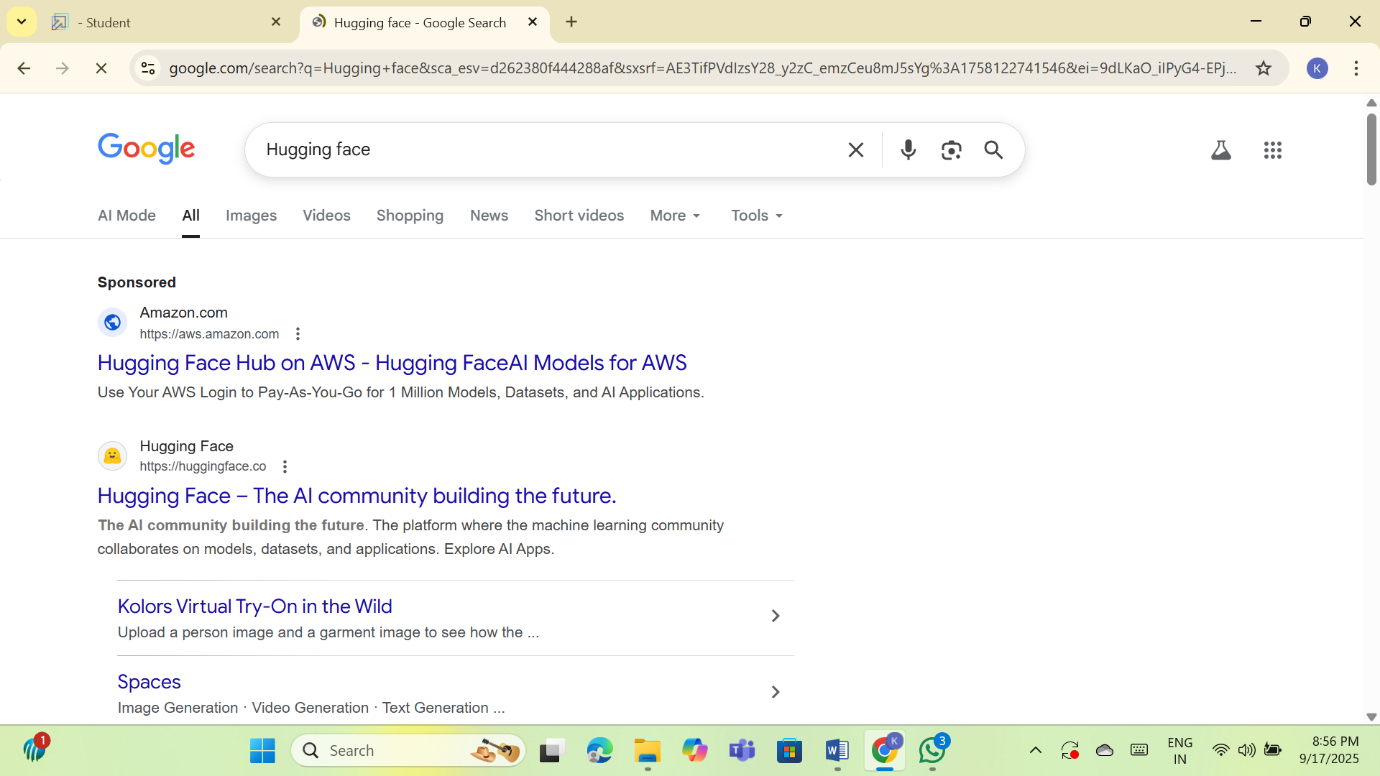 - Student
Hugging face - Google Search
google.com/search?q=Hugging+face&sca_esv=d262380f444288af&sxsrf=AE3TifPVdIzsY28_y2zC_emzCeu8mJ5sYg%3A1758122741546&ei=9dLKaO_iIPyG4-EPj...
K
Google
Hugging face
AI Mode
All
Images
Videos
Shopping
News
Short videos
More
Tools
Sponsored
Amazon.com
https://aws.amazon.com
Hugging Face Hub on AWS - Hugging FaceAI Models for AWS
Use Your AWS Login to Pay-As-You-Go for 1 Million Models, Datasets, and AI Applications.
Hugging Face
https://huggingface.co
Hugging Face – The AI community building the future.
The AI community building the future. The platform where the machine learning community
collaborates on models, datasets, and applications. Explore AI Apps.
Kolors Virtual Try-On in the Wild
Upload a person image and a garment image to see how the ...
Spaces
Image Generation · Video Generation · Text Generation ...
1
Search
K
3
ENG
IN
8:56 PM
9/17/2025